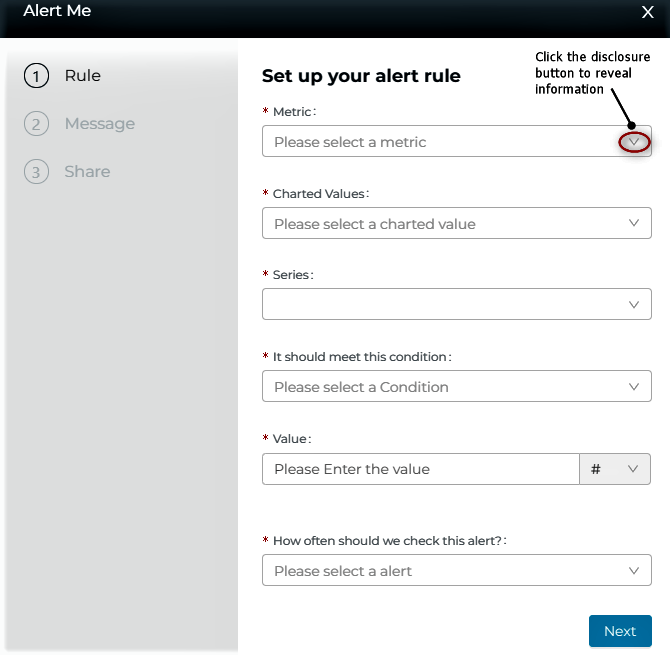 Alert Me
X
1 Rule
2 Message
3 Share
Click the disclosure
button to reveal
information
Set up your alert rule
* Metric:
Please select a metric
* Charted Values:
Please select a charted value
* Series:
* It should meet this condition:
Please select a Condition
* Value:
Please Enter the value #
* How often should we check this alert?:
Please select a alert
Next